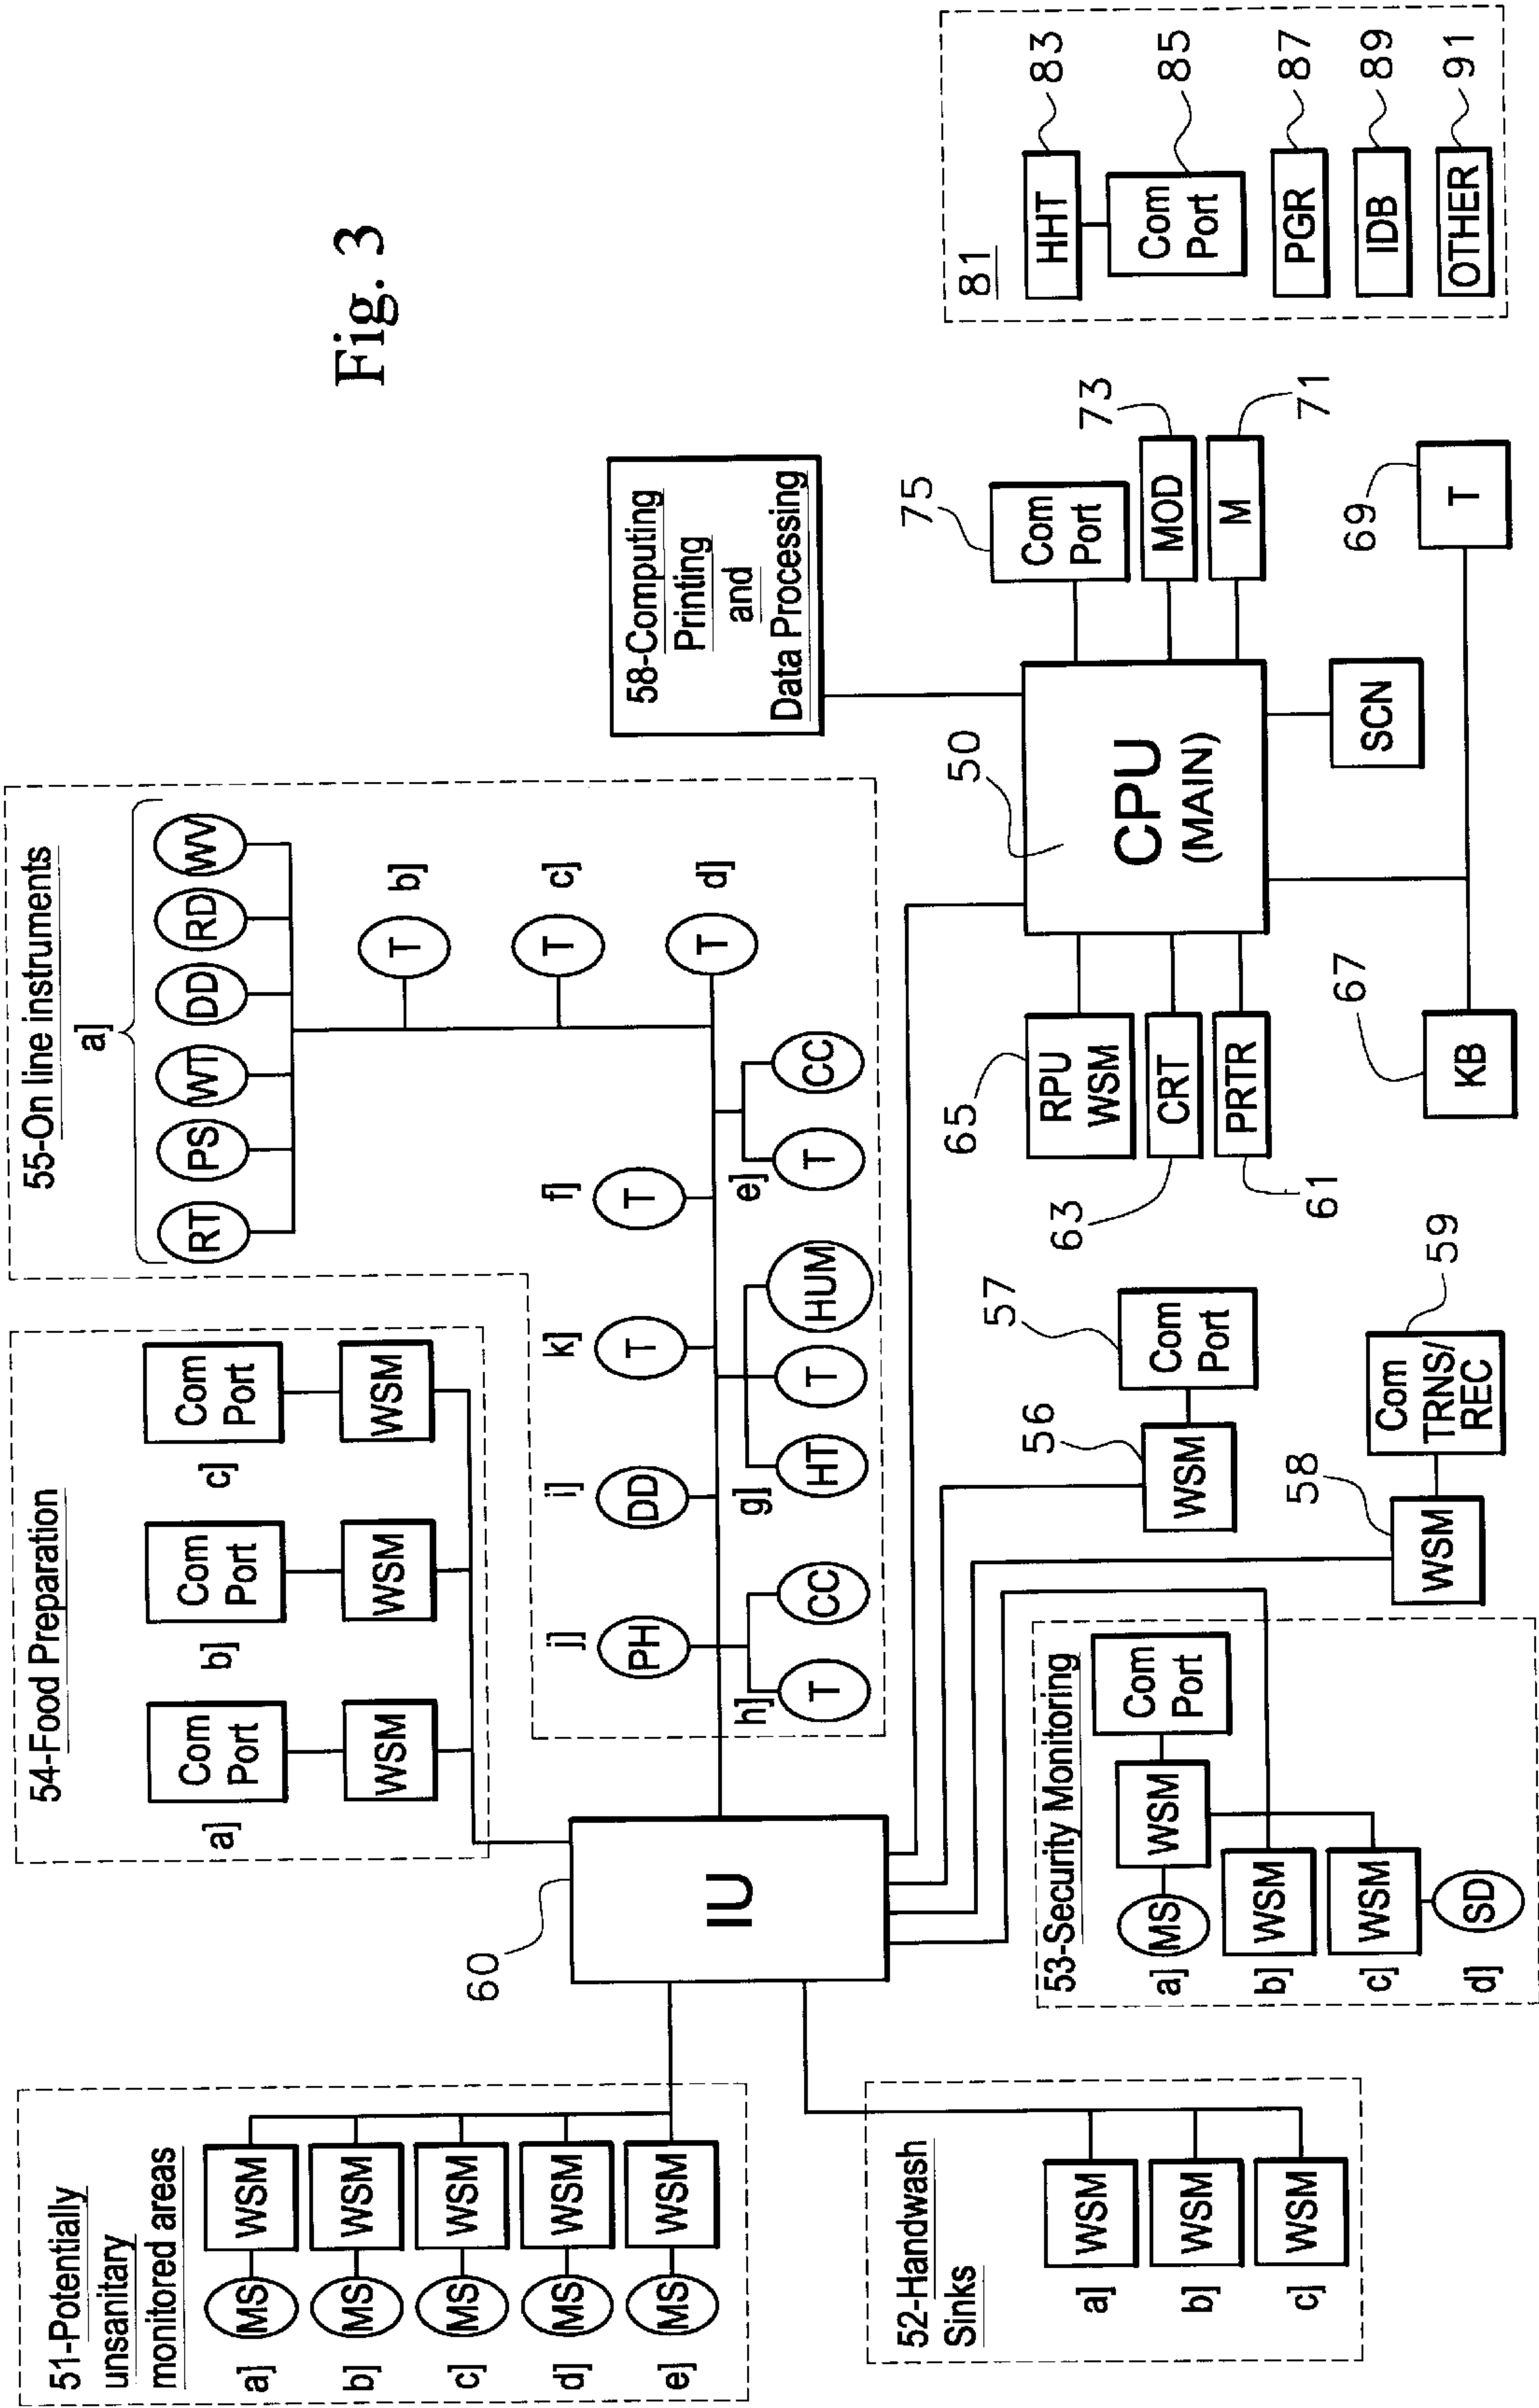 Fig. 3
51-Potentially
unsanitary
monitored areas
a] MS WSM
b] MS WSM
c] MS WSM
d] MS WSM
e] MS WSM
52-Handwash
Sinks
a] WSM
b] WSM
c] WSM
54-Food Preparation
a] Com Port WSM
b] Com Port WSM
c] Com Port WSM
60
IU
55-On line instruments
a]
RT PS WT DD RD WV
b] T
c] T
d] T
e] T CC
f] T
k] T
g] HT T HUM
i] DD
j] PH
h] T CC
53-Security Monitoring
a] MS WSM Com Port
b] WSM
c] WSM
d] SD
56
WSM
57
Com
Port
58
WSM
59
Com
TRNS/
REC
58-Computing
Printing
and
Data Processing
50
CPU
(MAIN)
65
RPU
WSM
63
CRT
61
PRTR
75
Com
Port
73
MOD
71
M
SCN
67
KB
69
T
81
HHT 83
Com
Port
85
PGR 87
IDB 89
OTHER 91